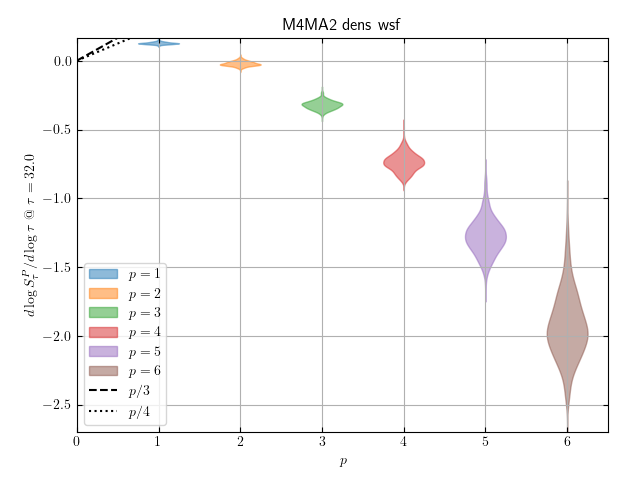 M4MA2 dens wsf
d log S_τ^P / d log τ @ τ = 32.0
0.0
−0.5
−1.0
−1.5
−2.0
−2.5
p = 1
p = 2
p = 3
p = 4
p = 5
p = 6
p/3
p/4
0 1 2 3 4 5 6
p